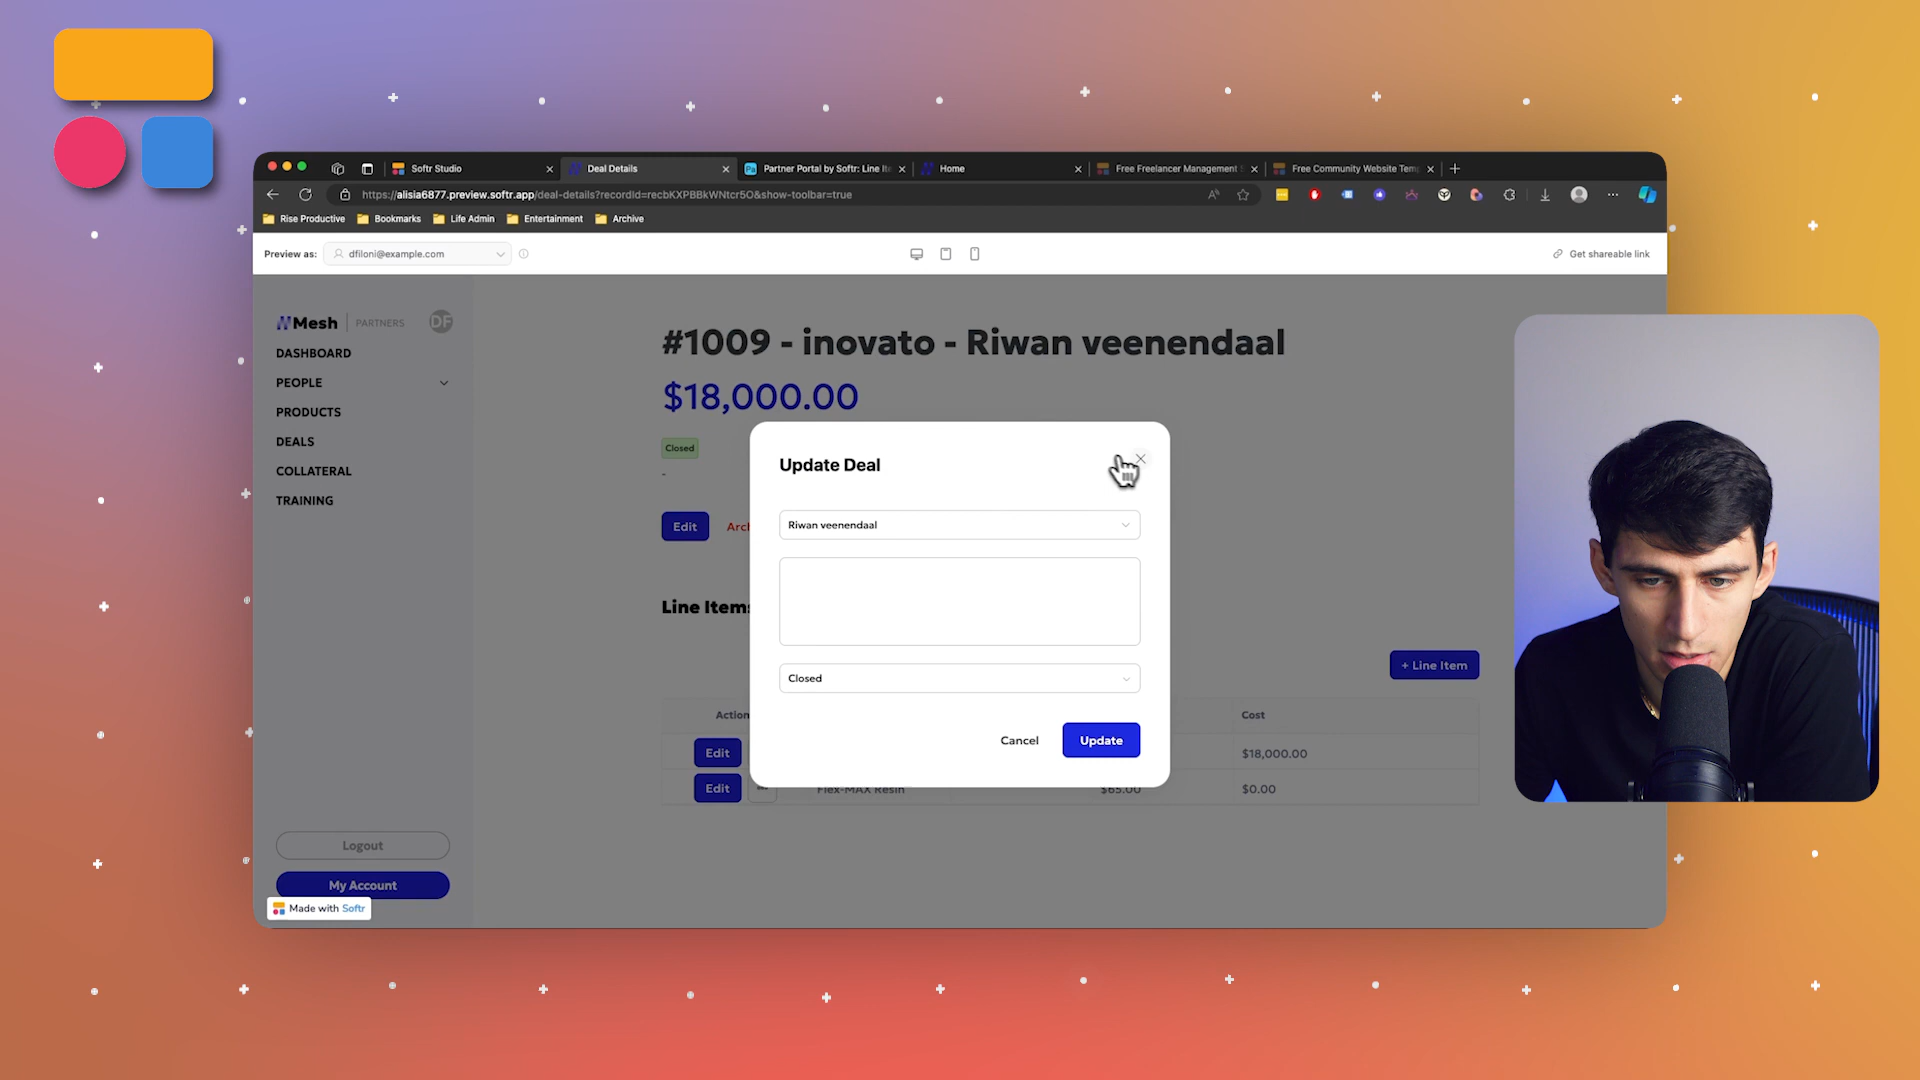 Softr Studio
Deal Details
Partner Portal by Softr: Line Ite
Home
Free Freelancer Management S
Free Community Website Temp
https://alisia6877.preview.softr.app/deal-details?recordId=recbKXPBBkWNtcr5O&show-toolbar=true
Rise Productive
Bookmarks
Life Admin
Entertainment
Archive
Preview as:
dfiloni@example.com
Get shareable link
Mesh
PARTNERS
DF
DASHBOARD
PEOPLE
PRODUCTS
DEALS
COLLATERAL
TRAINING
Logout
My Account
Made with Softr
#1009 - inovato - Riwan veenendaal
$18,000.00
Closed
-
Edit
Arch
Line Items
+ Line Item
Action
Cost
Edit
$18,000.00
Edit
Flex-MAX Resin
$65.00
$0.00
Update Deal
Riwan veenendaal
Closed
Cancel
Update